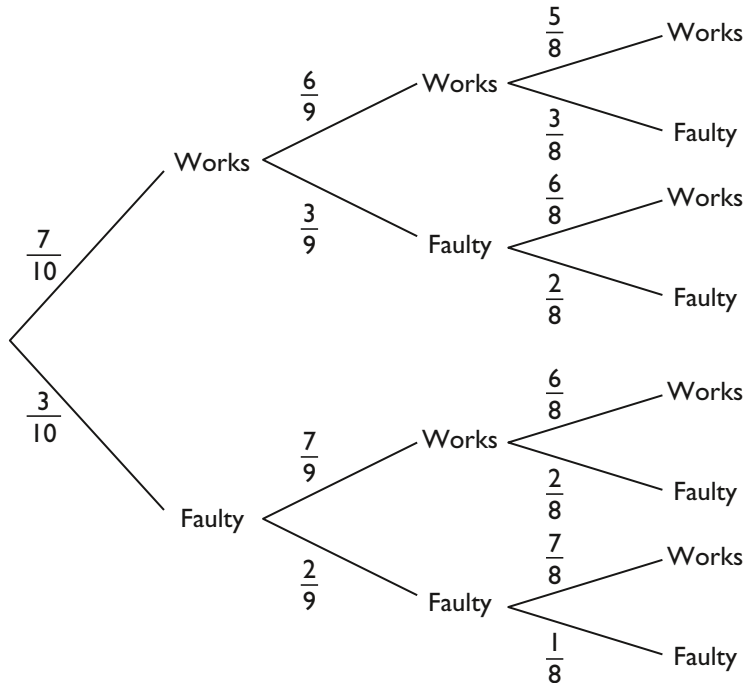 5/8
Works
6/9
Works
3/8
Faulty
Works
7/10
3/9
Faulty
6/8
Works
2/8
Faulty
3/10
Faulty
7/9
Works
6/8
Works
2/8
Faulty
2/9
Faulty
7/8
Works
1/8
Faulty